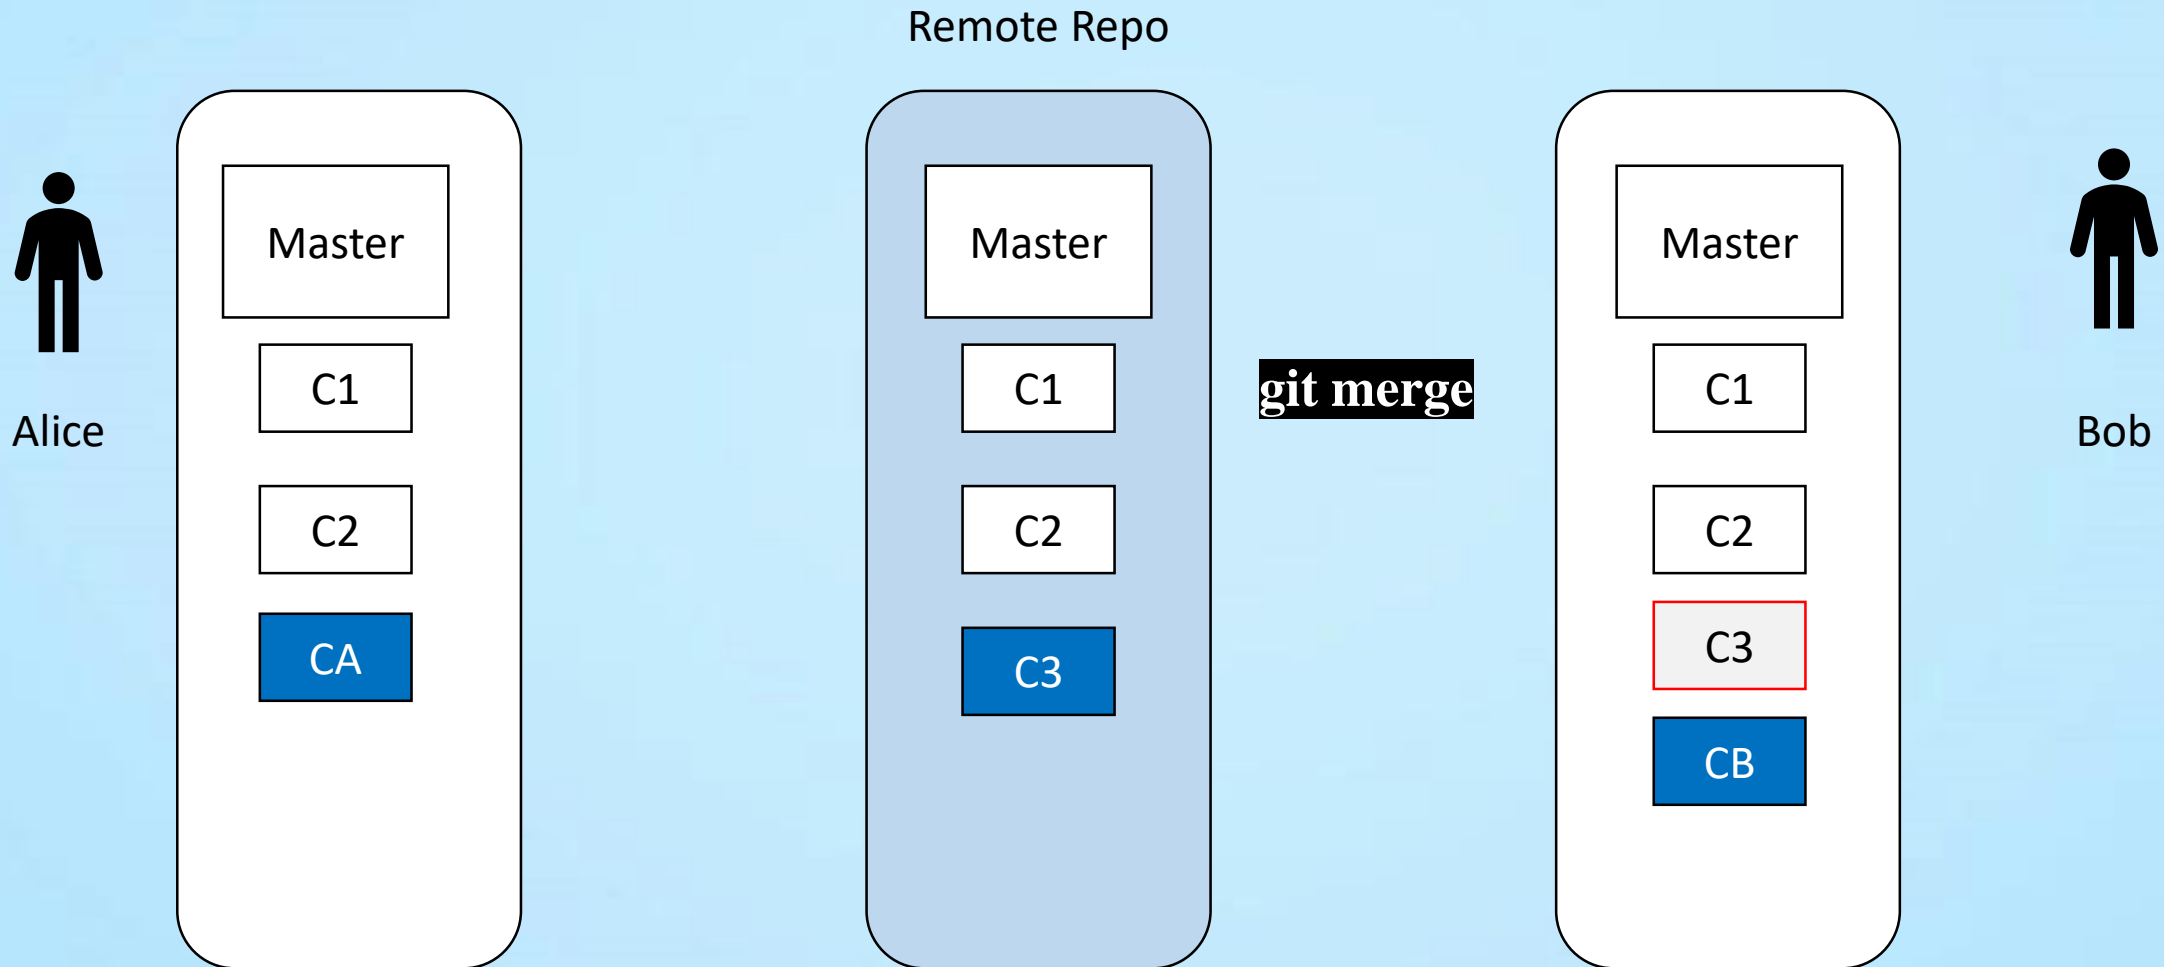 Remote Repo
Alice
Master
C1
C2
CA
Master
C1
C2
C3
git merge
Master
C1
C2
C3
CB
Bob